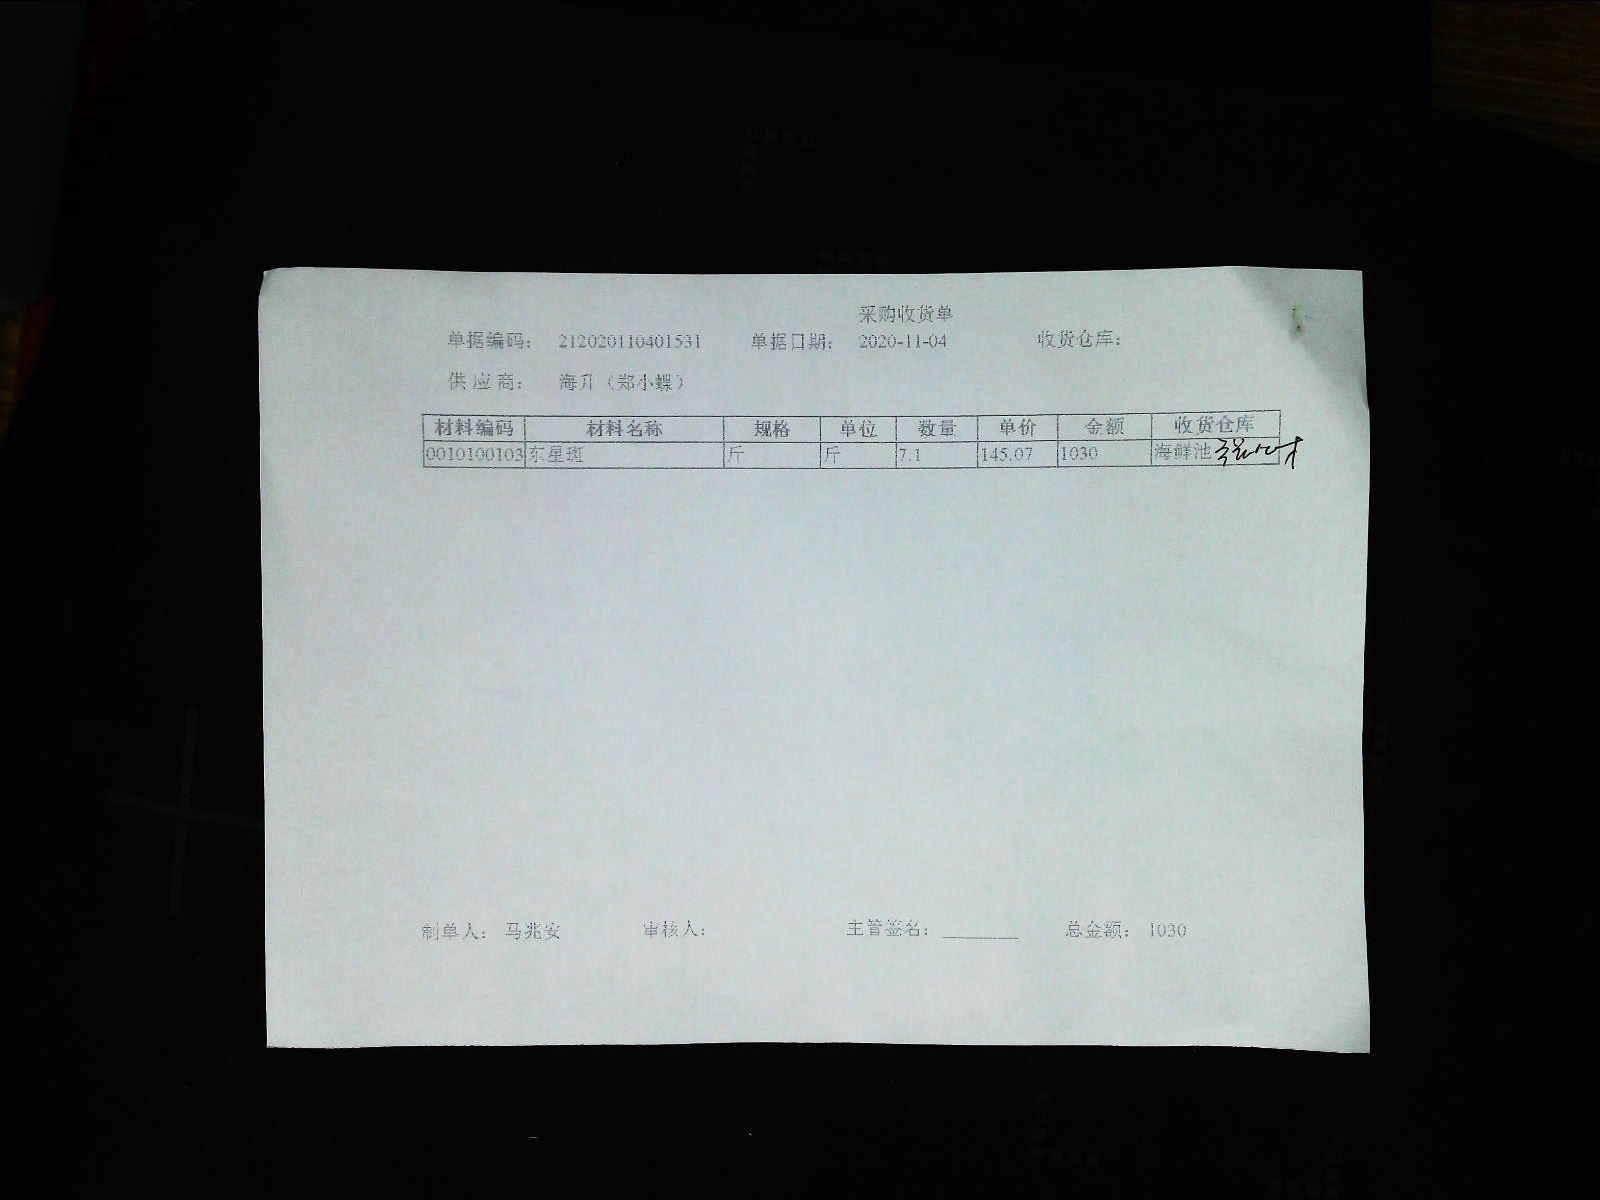 采购收货单
单据编码: 212020110401531 单据日期: 2020-11-04 收货仓库:
供应商: 海升（郑小蝶）
材料编码 材料名称 规格 单位 数量 单价 金额 收货仓库
0010100103 东星斑 斤 斤 7.1 145.07 1030 海鲜池
制单人: 马兆安 审核人: 主管签名: ________ 总金额: 1030